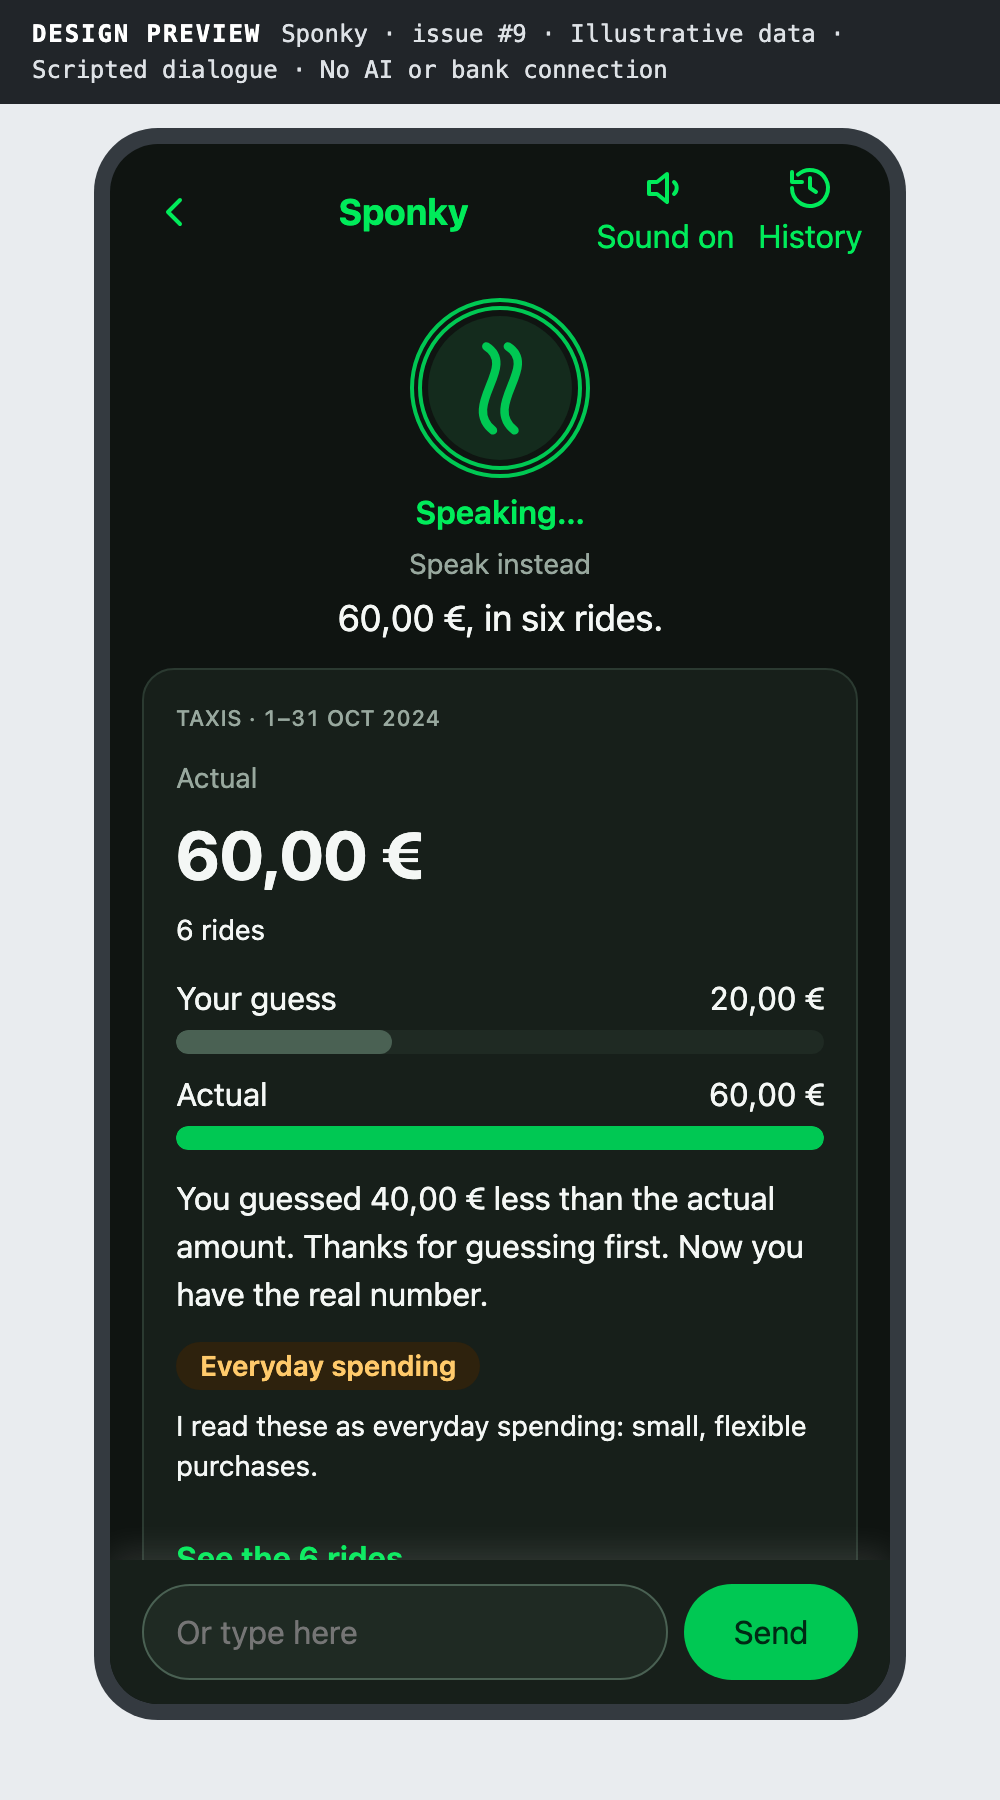 DESIGN PREVIEW Sponky · issue #9 · Illustrative data ·
Scripted dialogue · No AI or bank connection
Sponky
Sound on
History
Speaking...
Speak instead
60,00 €, in six rides.
TAXIS · 1–31 OCT 2024
Actual
60,00 €
6 rides
Your guess 20,00 €
Actual 60,00 €
You guessed 40,00 € less than the actual
amount. Thanks for guessing first. Now you
have the real number.
Everyday spending
I read these as everyday spending: small, flexible
purchases.
See the 6 rides
Or type here
Send